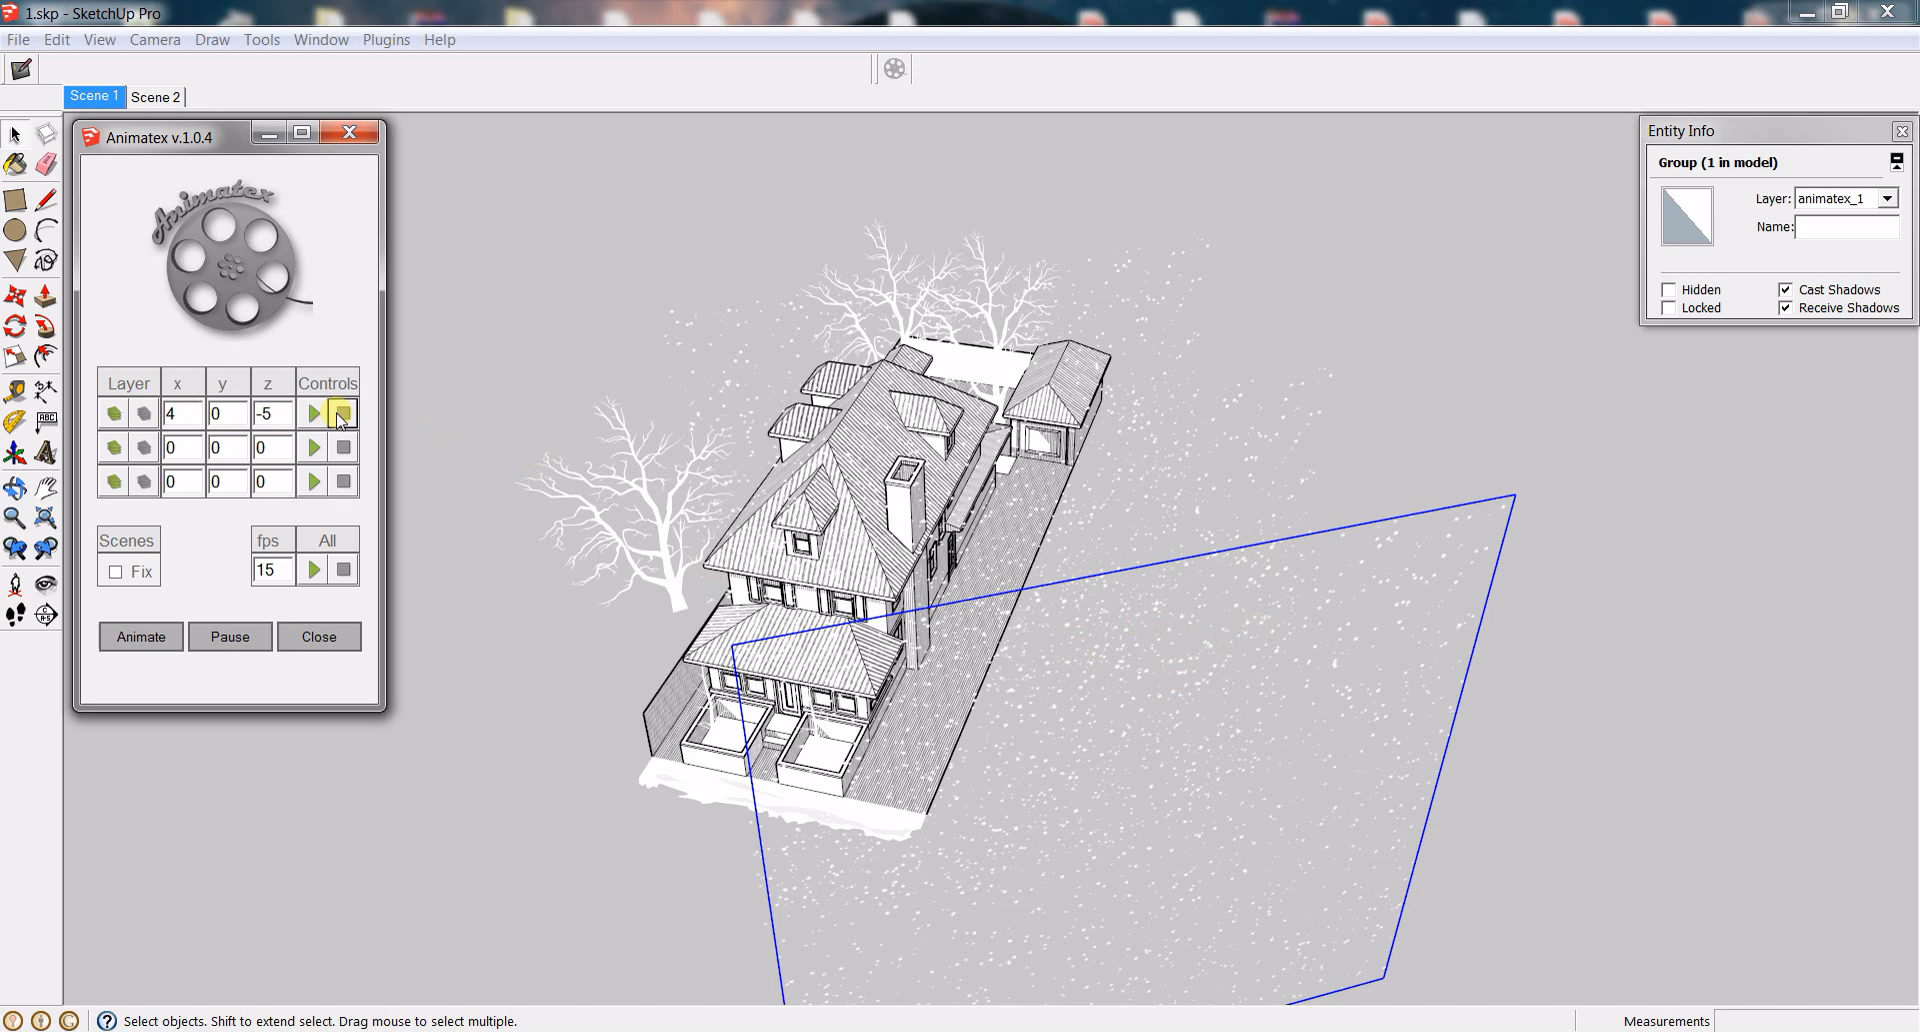 1.skp - SketchUp Pro
File Edit View Camera Draw Tools Window Plugins Help
Scene 1 Scene 2
Animatex v.1.0.4
Animatex
Layer x y z Controls
4 0 -5
0 0 0
0 0 0
Scenes fps All
Fix 15
Animate Pause Close
Entity Info
Group (1 in model)
Layer: animatex_1
Name:
Hidden Cast Shadows
Locked Receive Shadows
ABC
Select objects. Shift to extend select. Drag mouse to select multiple.
Measurements